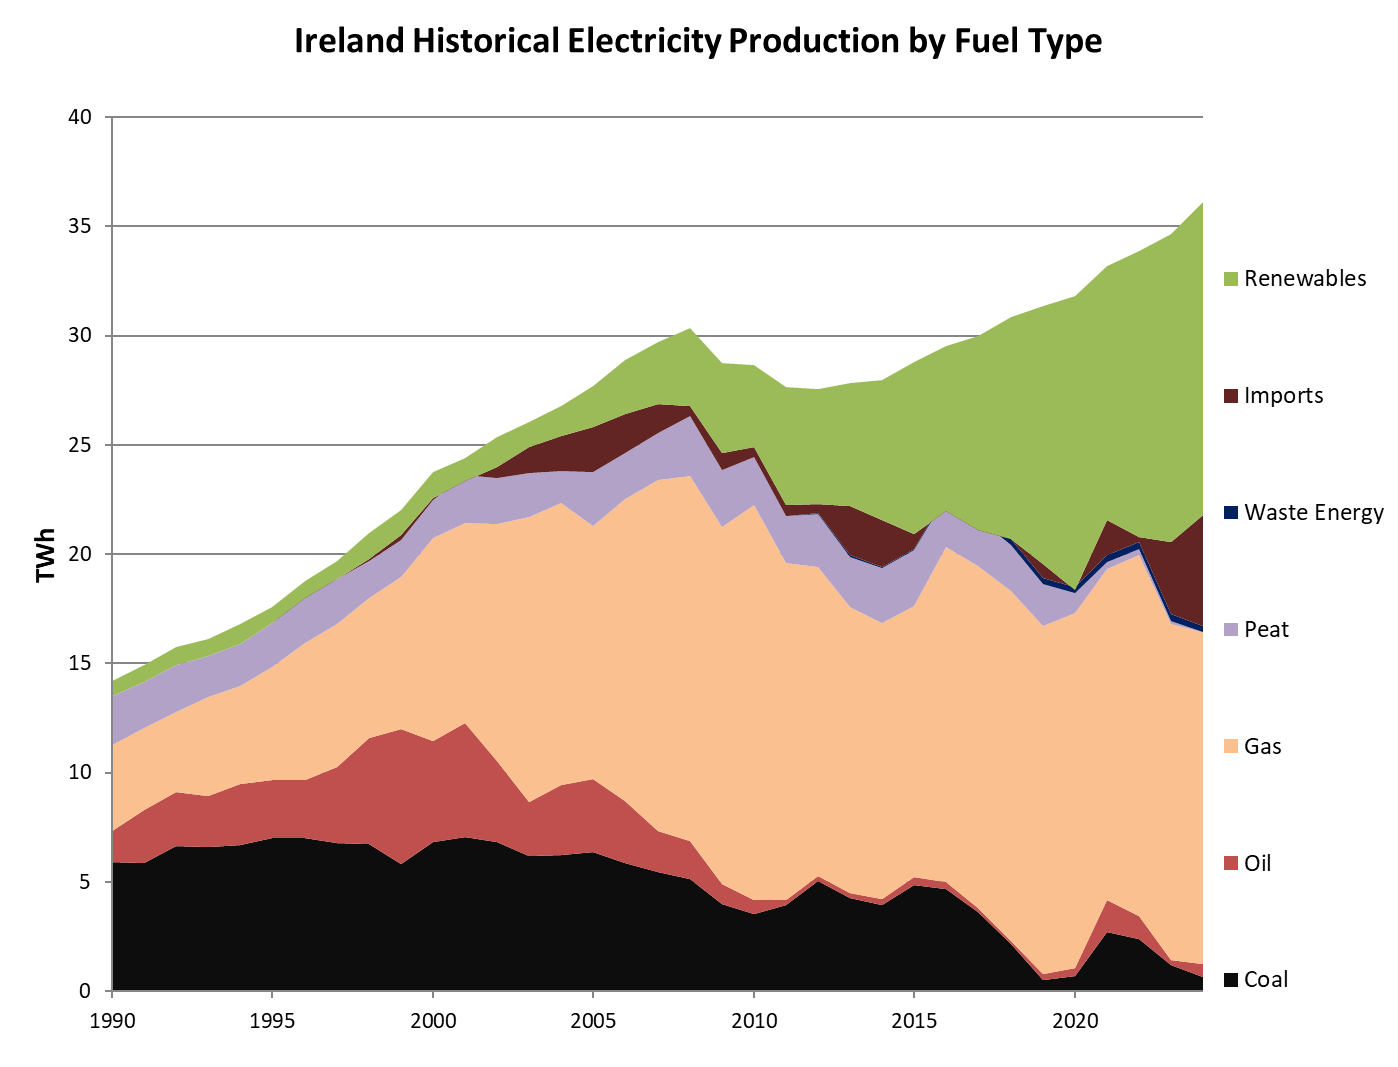 Ireland Historical Electricity Production by Fuel Type
TWh
40
35
30
25
20
15
10
5
0
1990
1995
2000
2005
2010
2015
2020
Renewables
Imports
Waste Energy
Peat
Gas
Oil
Coal